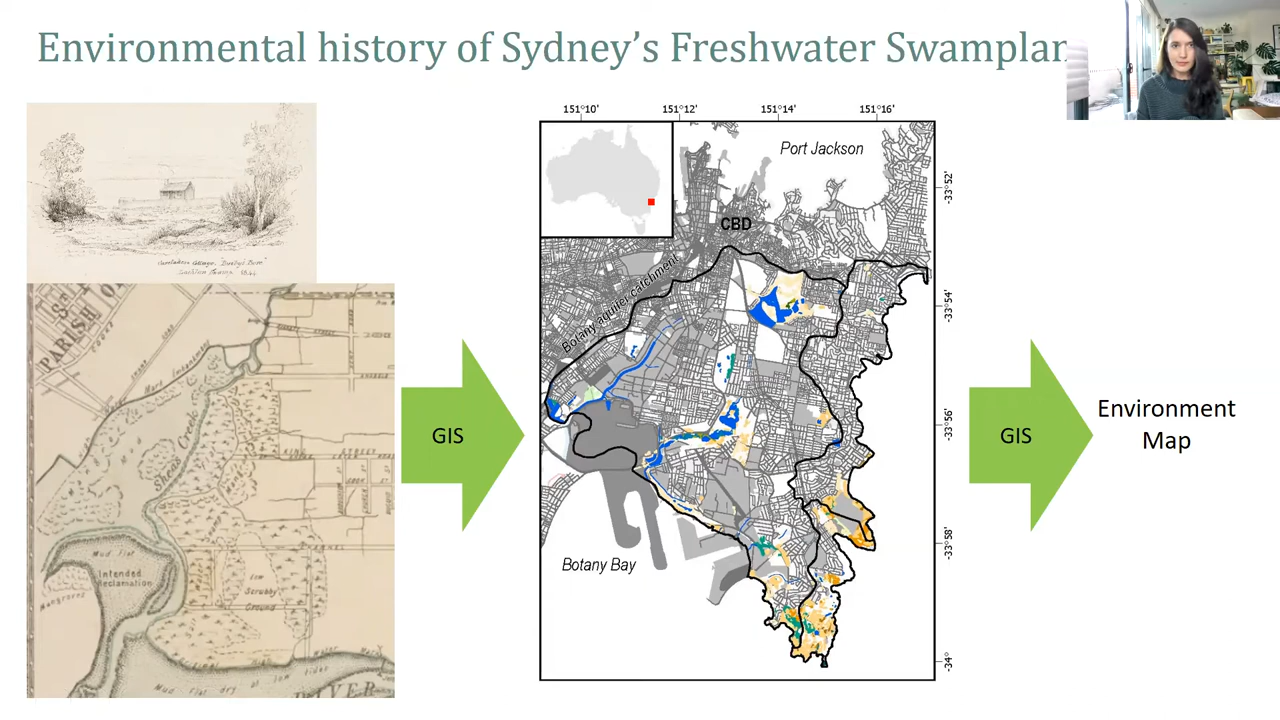 Environmental history of Sydney's Freshwater Swamplan
151°10'
151°12'
151°14'
151°16'
Port Jackson
CBD
Botany aquifer catchment
Botany Bay
-33°52'
-33°54'
-33°56'
-33°58'
-34°
PARISH O
Sheas Creek
Mud Flat
Intended
Reclamation
Mangroves
Low
Scrubby
Ground
Mud Flat dry at low tides
GIS
GIS
Environment
Map